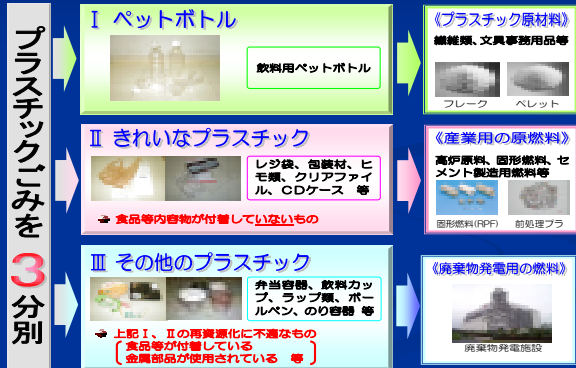 プラスチックごみを3分別
Ⅰ ペットボトル
飲料用ペットボトル
《プラスチック原材料》
繊維類、文具事務用品等
フレーク
ペレット
Ⅱ きれいなプラスチック
レジ袋、包装材、ヒ
モ類、クリアファイ
ル、CDケース 等
食品等内容物が付着していないもの
《産業用の原燃料》
高炉原料、固形燃料、セ
メント製造用燃料等
固形燃料(RPF)
前処理プラ
Ⅲ その他のプラスチック
弁当容器、飲料カッ
プ、ラップ類、ボー
ルペン、のり容器 等
上記Ⅰ、Ⅱの再資源化に不適なもの
食品等が付着している
金属部品が使用されている 等
《廃棄物発電用の燃料》
廃棄物発電施設